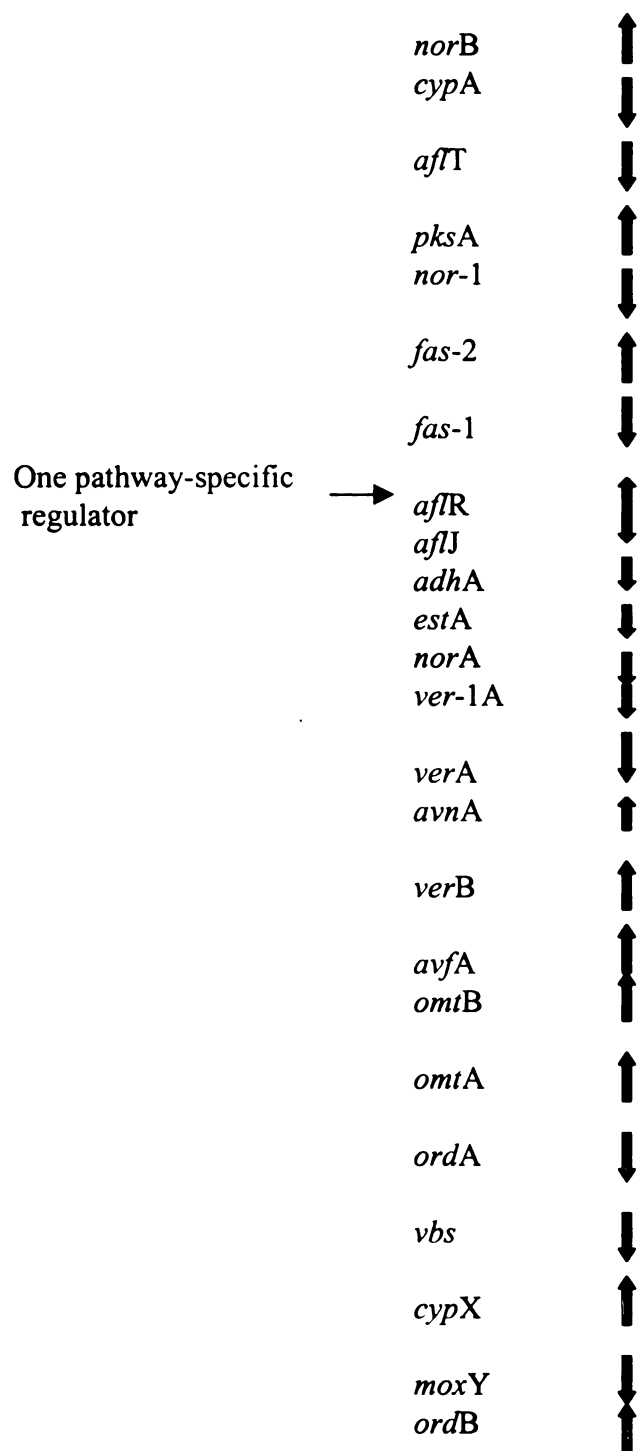 norB
cypA
aflT
pksA
nor-1
fas-2
fas-1
One pathway-specific
regulator
aflR
aflJ
adhA
estA
norA
ver-1A
verA
avnA
verB
avfA
omtB
omtA
ordA
vbs
cypX
moxY
ordB